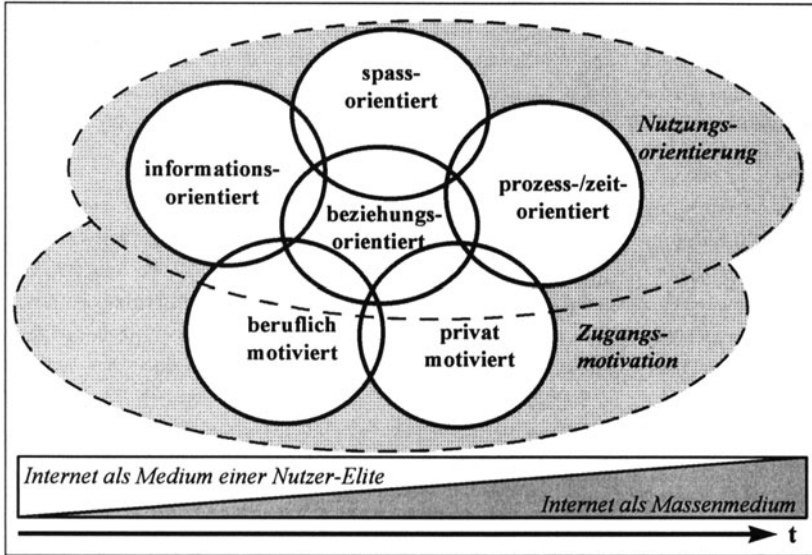 spass-
orientiert
Nutzungs-
orientierung
informations-
orientiert
prozess-/zeit-
orientiert
beziehungs-
orientiert
beruflich
motiviert
privat
motiviert
Zugangs-
motivation
Internet als Medium einer Nutzer-Elite
Internet als Massenmedium
t